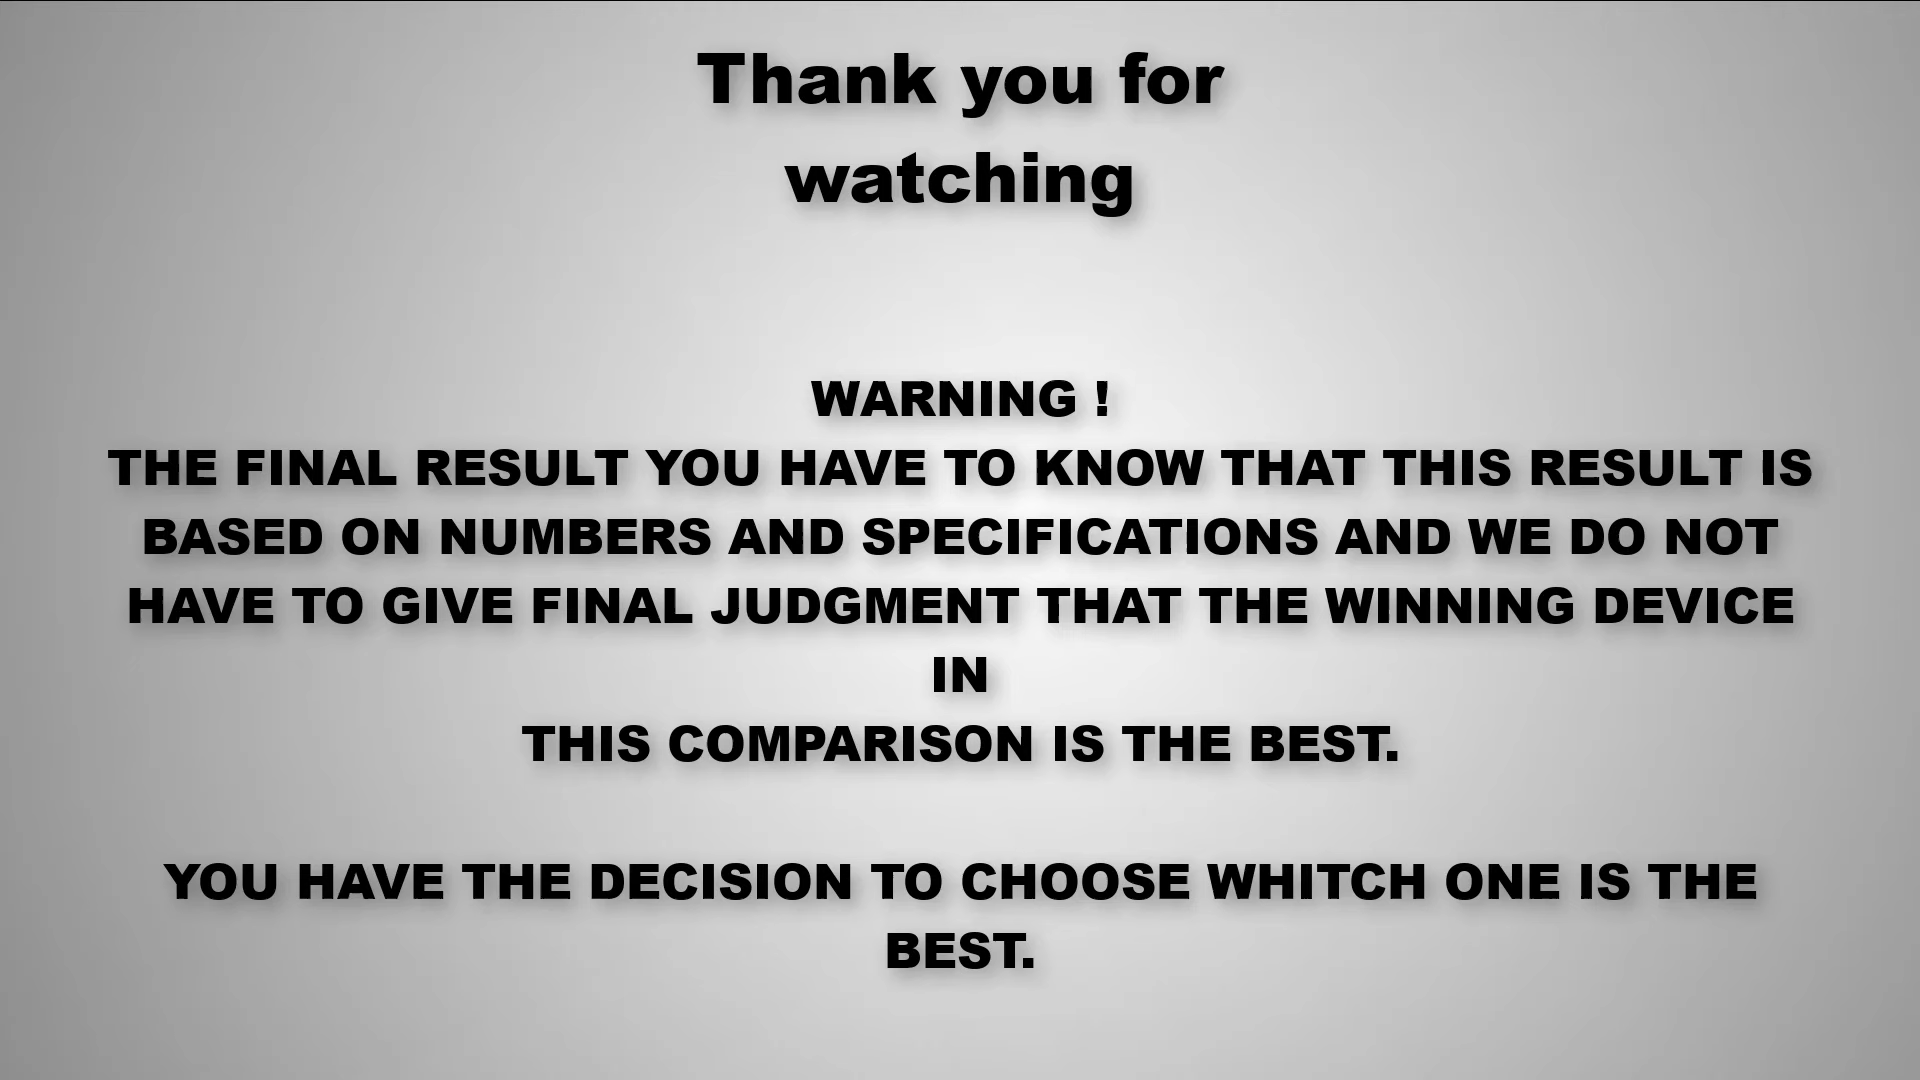 Thank you for
watching
WARNING !
THE FINAL RESULT YOU HAVE TO KNOW THAT THIS RESULT IS
BASED ON NUMBERS AND SPECIFICATIONS AND WE DO NOT
HAVE TO GIVE FINAL JUDGMENT THAT THE WINNING DEVICE
IN
THIS COMPARISON IS THE BEST.
YOU HAVE THE DECISION TO CHOOSE WHITCH ONE IS THE
BEST.